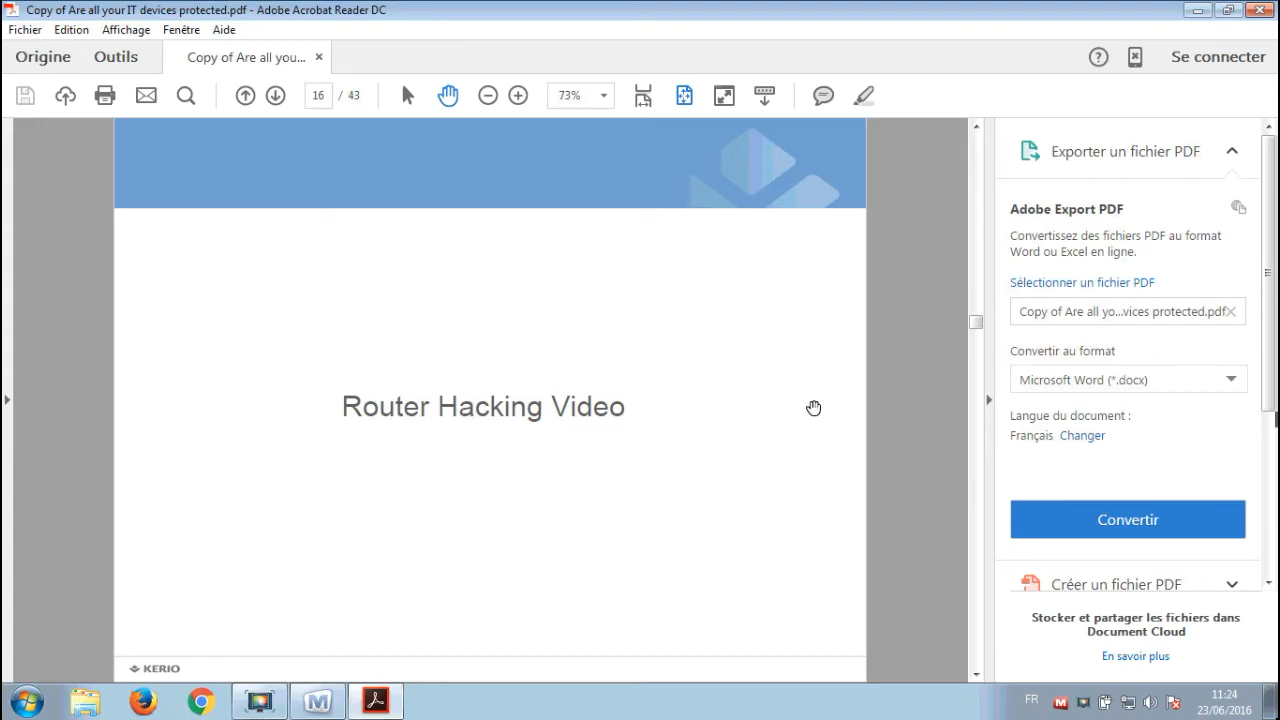 Copy of Are all your IT devices protected.pdf - Adobe Acrobat Reader DC
Fichier Edition Affichage Fenêtre Aide
Origine Outils Copy of Are all you... × Se connecter
16 / 43 73%
Exporter un fichier PDF
Adobe Export PDF
Convertissez des fichiers PDF au format
Word ou Excel en ligne.
Sélectionner un fichier PDF
Copy of Are all yo...vices protected.pdf
Convertir au format
Microsoft Word (*.docx)
Router Hacking Video
Langue du document :
Français Changer
Convertir
Créer un fichier PDF
Stocker et partager les fichiers dans
Document Cloud
En savoir plus
KERIO
FR 11:24
23/06/2016